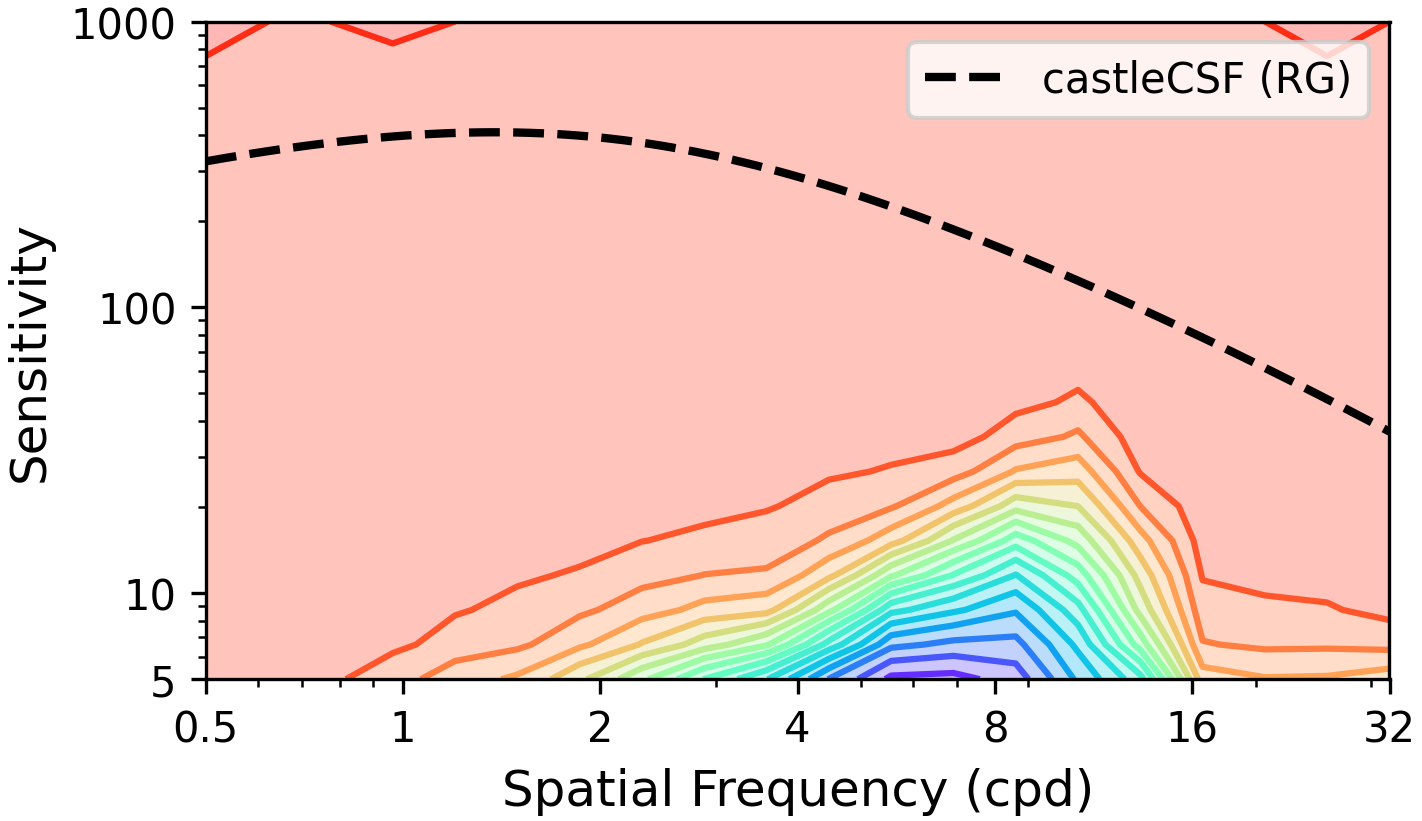 1000
100
10
5
Sensitivity
castleCSF (RG)
0.5 1 2 4 8 16 32
Spatial Frequency (cpd)